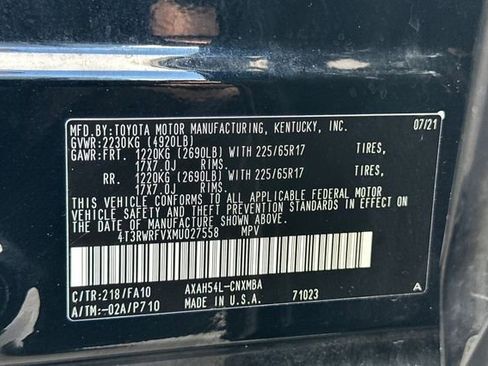 MFD.BY:TOYOTA MOTOR MANUFACTURING, KENTUCKY, INC. 07/21
GVWR:2230KG (4920LB)
GAWR:FRT. 1220KG (2690LB) WITH 225/65R17 TIRES,
17X7.0J RIMS.
RR. 1220KG (2690LB) WITH 225/65R17 TIRES,
17X7.0J RIMS.
THIS VEHICLE CONFORMS TO ALL APPLICABLE FEDERAL MOTOR
VEHICLE SAFETY AND THEFT PREVENTION STANDARDS IN EFFECT ON
THE DATE OF MANUFACTURE SHOWN ABOVE.
4T3RWRFVXMU027558 MPV
C/TR:218/FA10 AXAH54L-CNXMBA
A/TM:-02A/P710 MADE IN U.S.A. 71023 A